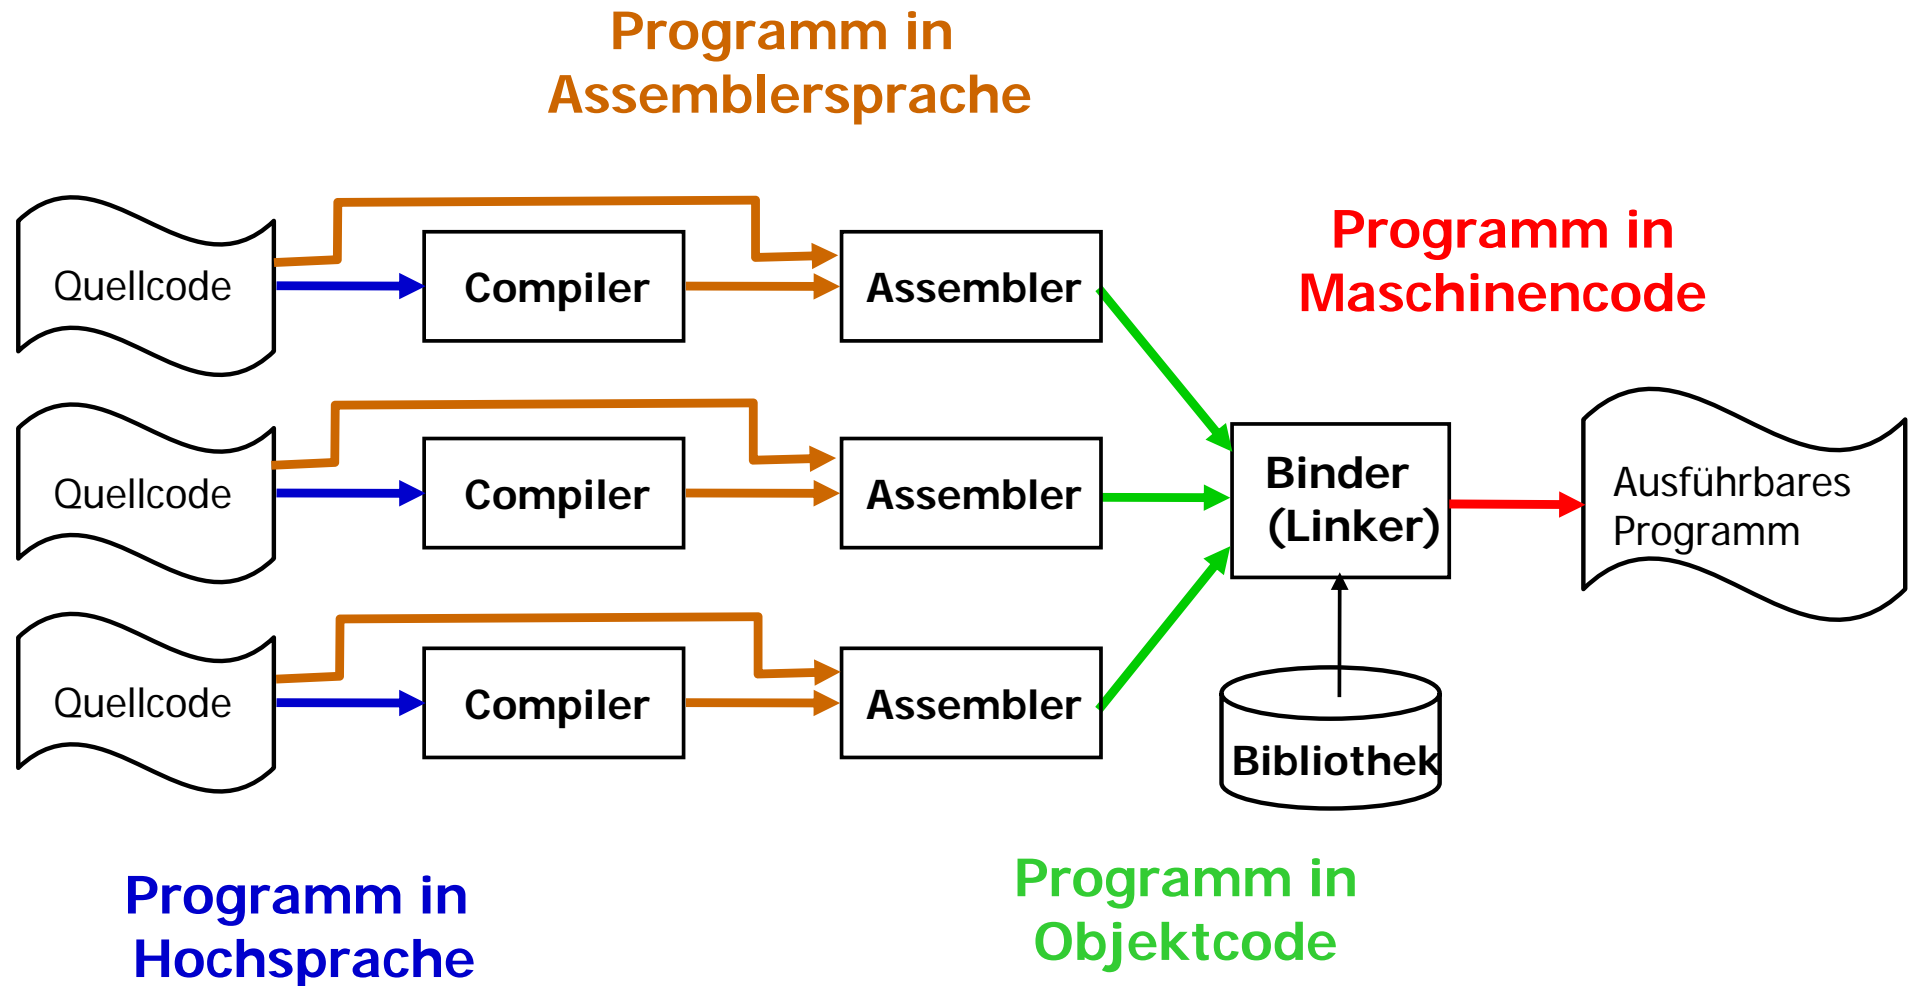 Programm in
Assemblersprache
Programm in
Maschinencode
Quellcode
Compiler
Assembler
Quellcode
Compiler
Assembler
Binder
(Linker)
Ausführbares
Programm
Quellcode
Compiler
Assembler
Bibliothek
Programm in
Hochsprache
Programm in
Objektcode